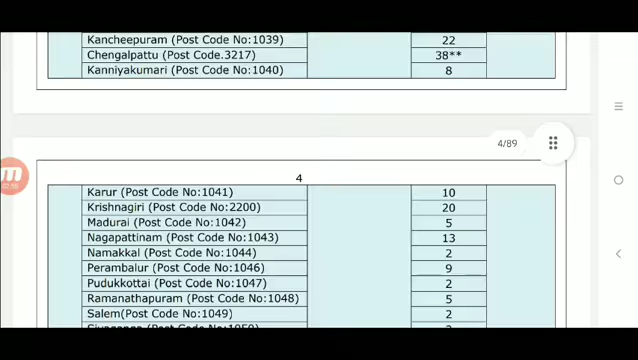 Kancheepuram (Post Code No:1039) 22
Chengalpattu (Post Code.3217) 38**
Kanniyakumari (Post Code No:1040) 8
4/89
4
Karur (Post Code No:1041) 10
Krishnagiri (Post Code No:2200) 20
Madurai (Post Code No:1042) 5
Nagapattinam (Post Code No:1043) 13
Namakkal (Post Code No:1044) 2
Perambalur (Post Code No:1046) 9
Pudukkottai (Post Code No:1047) 2
Ramanathapuram (Post Code No:1048) 5
Salem(Post Code No:1049) 2